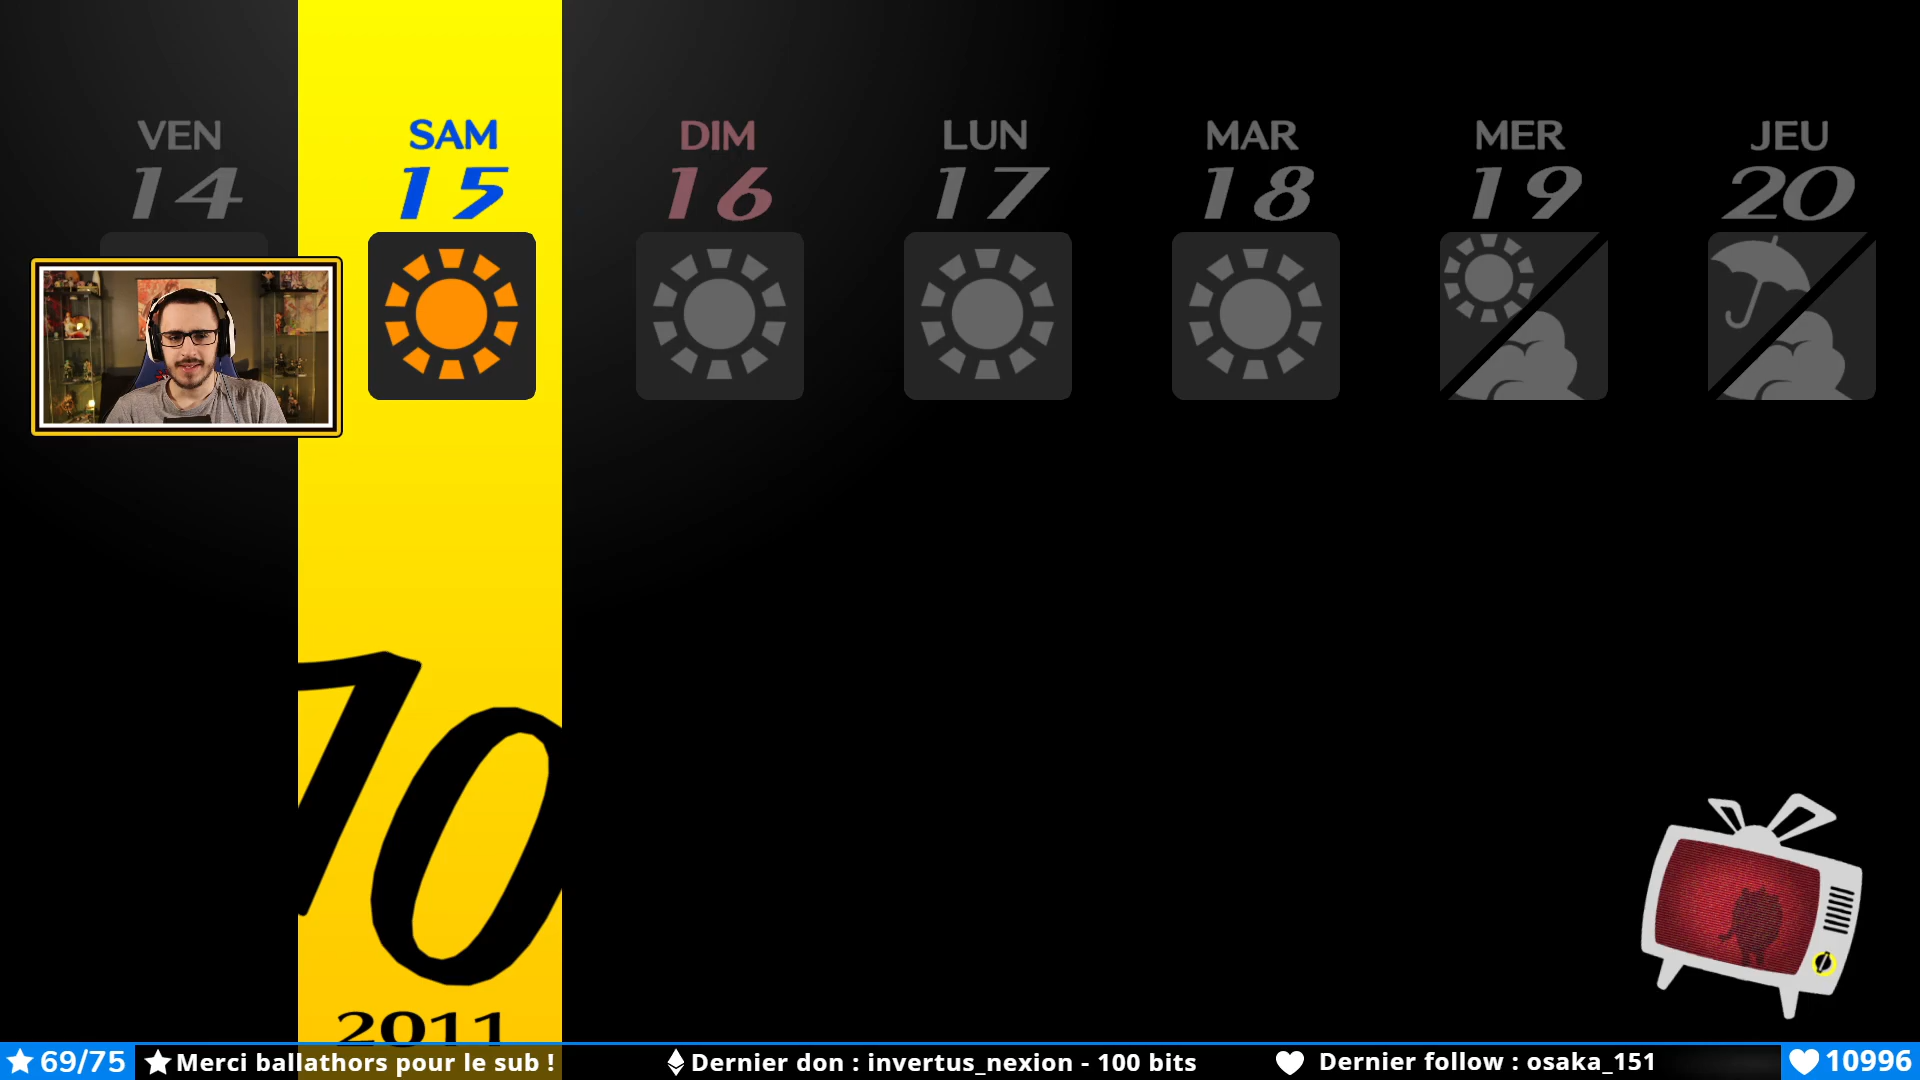 VEN
14
SAM
15
DIM
16
LUN
17
MAR
18
MER
19
JEU
20
10
2011
69/75
Merci ballathors pour le sub !
Dernier don : invertus_nexion - 100 bits
Dernier follow : osaka_151
10996